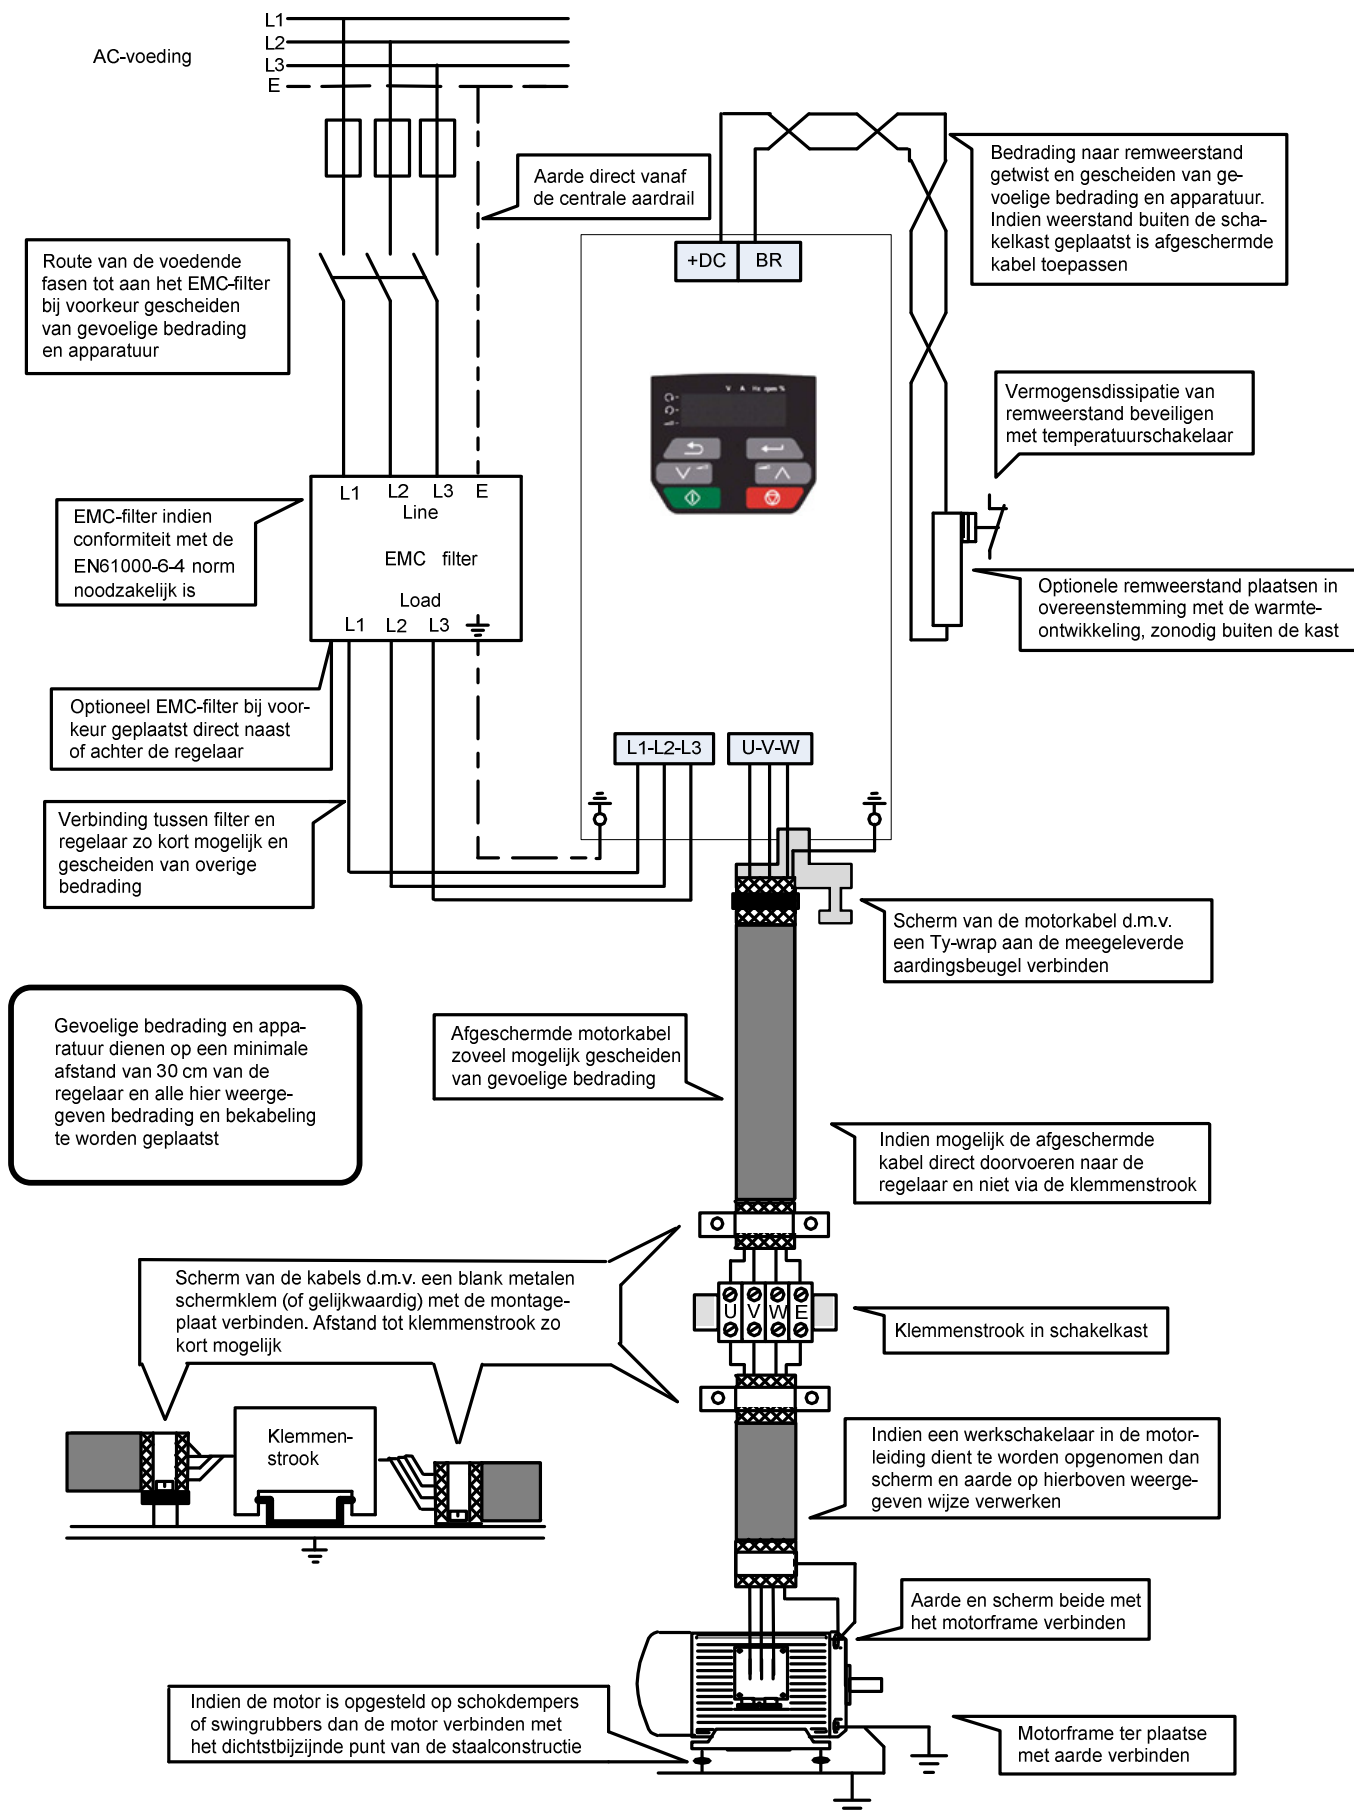 L1
L2
L3
E
AC-voeding
Aarde direct vanaf
de centrale aardrail
Bedrading naar remweerstand
getwist en gescheiden van ge-
voelige bedrading en apparatuur.
Indien weerstand buiten de scha-
kelkast geplaatst is afgeschermde
kabel toepassen
Route van de voedende
fasen tot aan het EMC-filter
bij voorkeur gescheiden
van gevoelige bedrading
en apparatuur
+DC
BR
V A Hz rpm %
Vermogensdissipatie van
remweerstand beveiligen
met temperatuurschakelaar
L1 L2 L3 E
Line
EMC filter
Load
L1 L2 L3
EMC-filter indien
conformiteit met de
EN61000-6-4 norm
noodzakelijk is
Optionele remweerstand plaatsen in
overeenstemming met de warmte-
ontwikkeling, zonodig buiten de kast
Optioneel EMC-filter bij voor-
keur geplaatst direct naast
of achter de regelaar
L1-L2-L3
U-V-W
Verbinding tussen filter en
regelaar zo kort mogelijk en
gescheiden van overige
bedrading
Scherm van de motorkabel d.m.v.
een Ty-wrap aan de meegeleverde
aardingsbeugel verbinden
Gevoelige bedrading en appa-
ratuur dienen op een minimale
afstand van 30 cm van de
regelaar en alle hier weerge-
geven bedrading en bekabeling
te worden geplaatst
Afgeschermde motorkabel
zoveel mogelijk gescheiden
van gevoelige bedrading
Indien mogelijk de afgeschermde
kabel direct doorvoeren naar de
regelaar en niet via de klemmenstrook
Scherm van de kabels d.m.v. een blank metalen
schermklem (of gelijkwaardig) met de montage-
plaat verbinden. Afstand tot klemmenstrook zo
kort mogelijk
U V W E
Klemmenstrook in schakelkast
Klemmen-
strook
Indien een werkschakelaar in de motor-
leiding dient te worden opgenomen dan
scherm en aarde op hierboven weerge-
geven wijze verwerken
Aarde en scherm beide met
het motorframe verbinden
Indien de motor is opgesteld op schokdempers
of swingrubbers dan de motor verbinden met
het dichtstbijzijnde punt van de staalconstructie
Motorframe ter plaatse
met aarde verbinden